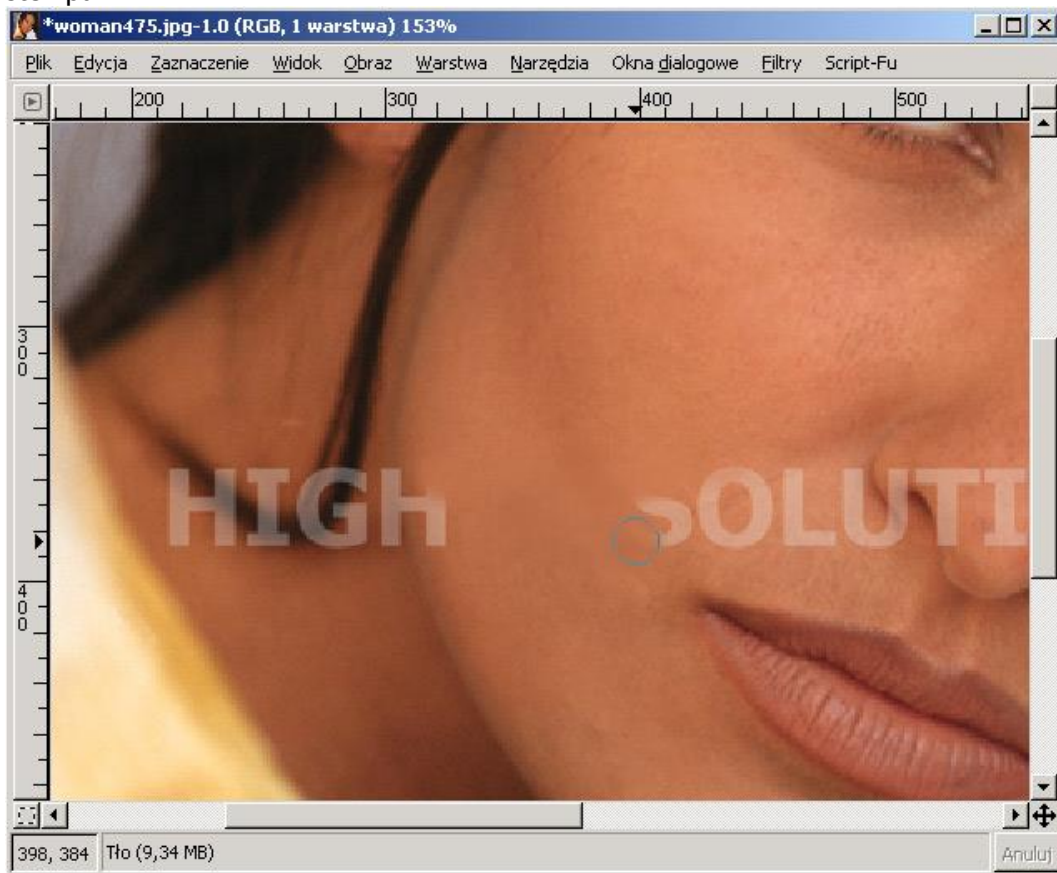 *woman475.jpg-1.0 (RGB, 1 warstwa) 153%
Plik Edycja Zaznaczenie Widok Obraz Warstwa Narzędzia Okna dialogowe Filtry Script-Fu
200 300 400 500
300
HIGH SOLUTI
400
398, 384 Tło (9,34 MB) Anuluj